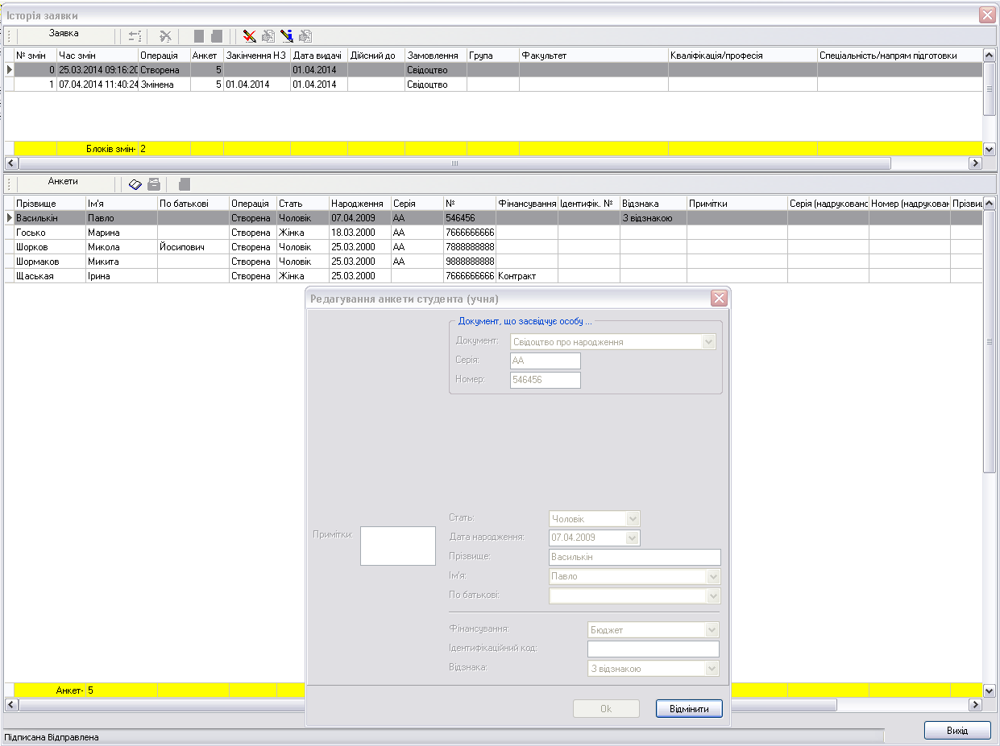 Історія заявки
Заявка
№ змін Час змін Операція Анкет Закінчення НЗ Дата видачі Дійсний до Замовлення Група Факультет Кваліфікація/професія Спеціальність/напрям підготовки
0 25.03.2014 09:16:20 Створена 5 01.04.2014 Свідоцтво
1 07.04.2014 11:40:24 Змінена 5 01.04.2014 01.04.2014 Свідоцтво
Блоків змін- 2
Анкети
Прізвище Ім'я По батькові Операція Стать Народження Серія № Фінансування Ідентифік. № Відзнака Примітки Серія (надруковано Номер (надрукован Прізвищ
Василькін Павло Створена Чоловік 07.04.2009 АА 546456 З відзнакою
Госько Марина Створена Жінка 18.03.2000 АА 7666666666
Шорков Микола Йосипович Створена Чоловік 25.03.2000 АА 7888888888
Шормаков Микита Створена Чоловік 25.03.2000 АА 9888888888
Щаськая Ірина Створена Жінка 25.03.2000 7666666666 Контракт
Редагування анкети студента (учня)
Документ, що засвідчує особу ...
Документ: Свідоцтво про народження
Серія: АА
Номер: 546456
Стать: Чоловік
Примітки:
Дата народження: 07.04.2009
Прізвище: Василькін
Ім'я: Павло
По батькові:
Фінансування: Бюджет
Ідентифікаційний код:
Відзнака: З відзнакою
Анкет- 5
Ok Відмінити
Вихід
Підписана Відправлена